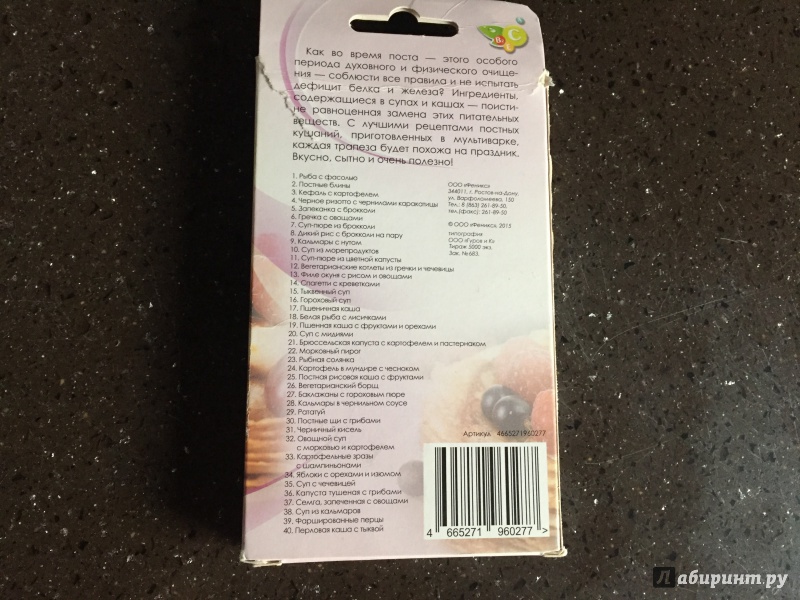 В С
Как во время поста — этого особого
периода духовного и физического очище-
ния — соблюсти все правила и не испытать
дефицит белка и железа? Ингредиенты,
содержащиеся в супах и кашах — поисти-
не равноценная замена этих питательных
веществ. С лучшими рецептами постных
кушаний, приготовленных в мультиварке,
каждая трапеза будет похожа на праздник.
Вкусно, сытно и очень полезно!
1. Рыба с фасолью
2. Постные блины
3. Кефаль с картофелем
4. Черное ризотто с чернилами каракатицы
5. Запеканка с брокколи
6. Гречка с овощами
7. Суп-пюре из брокколи
8. Дикий рис с брокколи на пару
9. Кальмары с нутом
10. Суп из морепродуктов
11. Суп-пюре из цветной капусты
12. Вегетарианские котлеты из гречки и чечевицы
13. Филе окуня с рисом и овощами
14. Спагетти с креветками
15. Тыквенный суп
16. Гороховый суп
17. Пшеничная каша
18. Белая рыба с лисичками
19. Пшенная каша с фруктами и орехами
20. Суп с мидиями
21. Брюссельская капуста с картофелем и пастернаком
22. Морковный пирог
23. Рыбная солянка
24. Картофель в мундире с чесноком
25. Постная рисовая каша с фруктами
26. Вегетарианский борщ
27. Баклажаны с гороховым пюре
28. Кальмары в чернильном соусе
29. Рататуй
30. Постные щи с грибами
31. Черничный кисель
32. Овощной суп
с морковью и картофелем
33. Картофельные зразы
с шампиньонами
34. Яблоки с орехами и изюмом
35. Суп с чечевицей
36. Капуста тушеная с грибами
37. Семга, запеченная с овощами
38. Суп из кальмаров
39. Фаршированные перцы
40. Перловая каша с тыквой
ООО «Феникс»
344011, г. Ростов-на-Дону,
ул. Варфоломеева, 150
Тел.: 8 (863) 261-89-50,
тел.(факс): 261-89-50
© ООО «Феникс», 2015
типография
ООО «Гуров и К»
Тираж 5000 экз.
Зак. №683.
Артикул 4665271960277
4 665271 960277 >
Лабиринт.ру